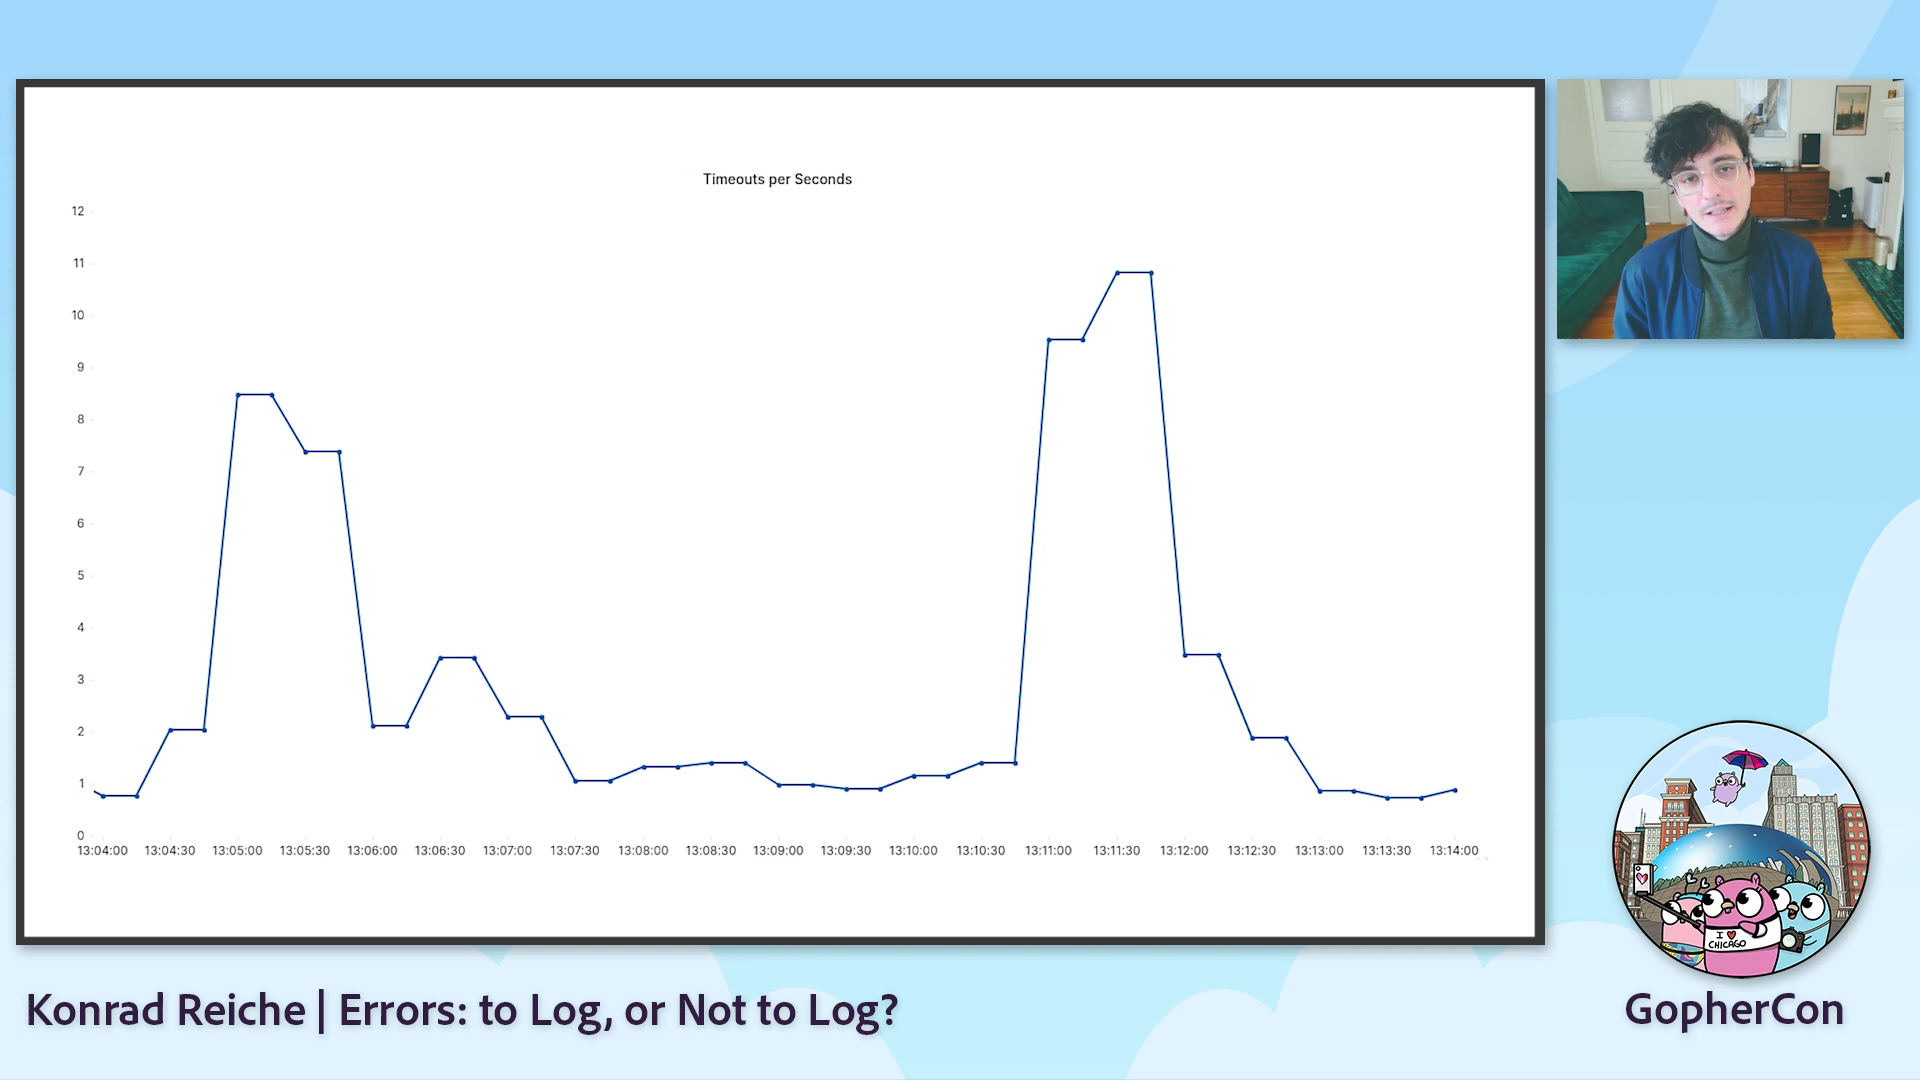 Timeouts per Seconds
12
11
10
9
8
7
6
5
4
3
2
1
0
13:04:00 13:04:30 13:05:00 13:05:30 13:06:00 13:06:30 13:07:00 13:07:30 13:08:00 13:08:30 13:09:00 13:09:30 13:10:00 13:10:30 13:11:00 13:11:30 13:12:00 13:12:30 13:13:00 13:13:30 13:14:00
I
CHICAGO
Konrad Reiche | Errors: to Log, or Not to Log?
GopherCon